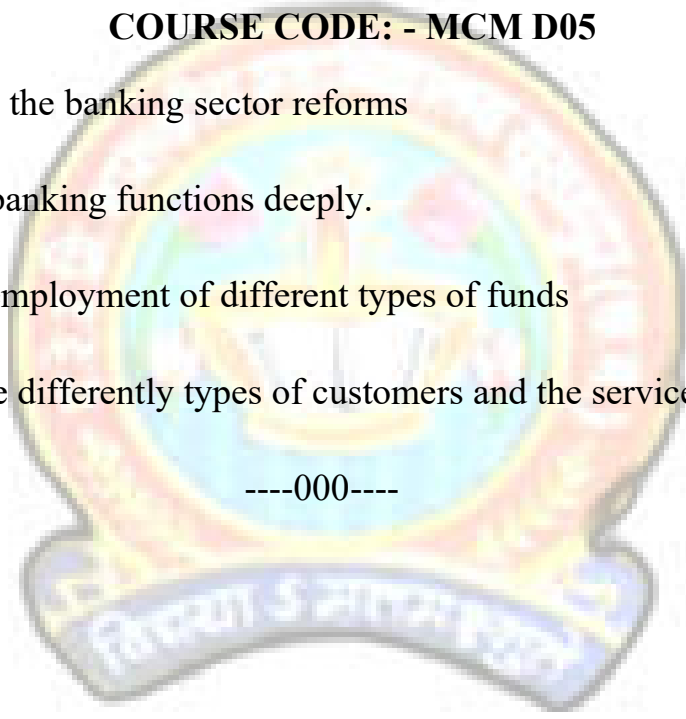 COURSE CODE: - MCM D05
the banking sector reforms
banking functions deeply.
employment of different types of funds
differently types of customers and the service
----000----